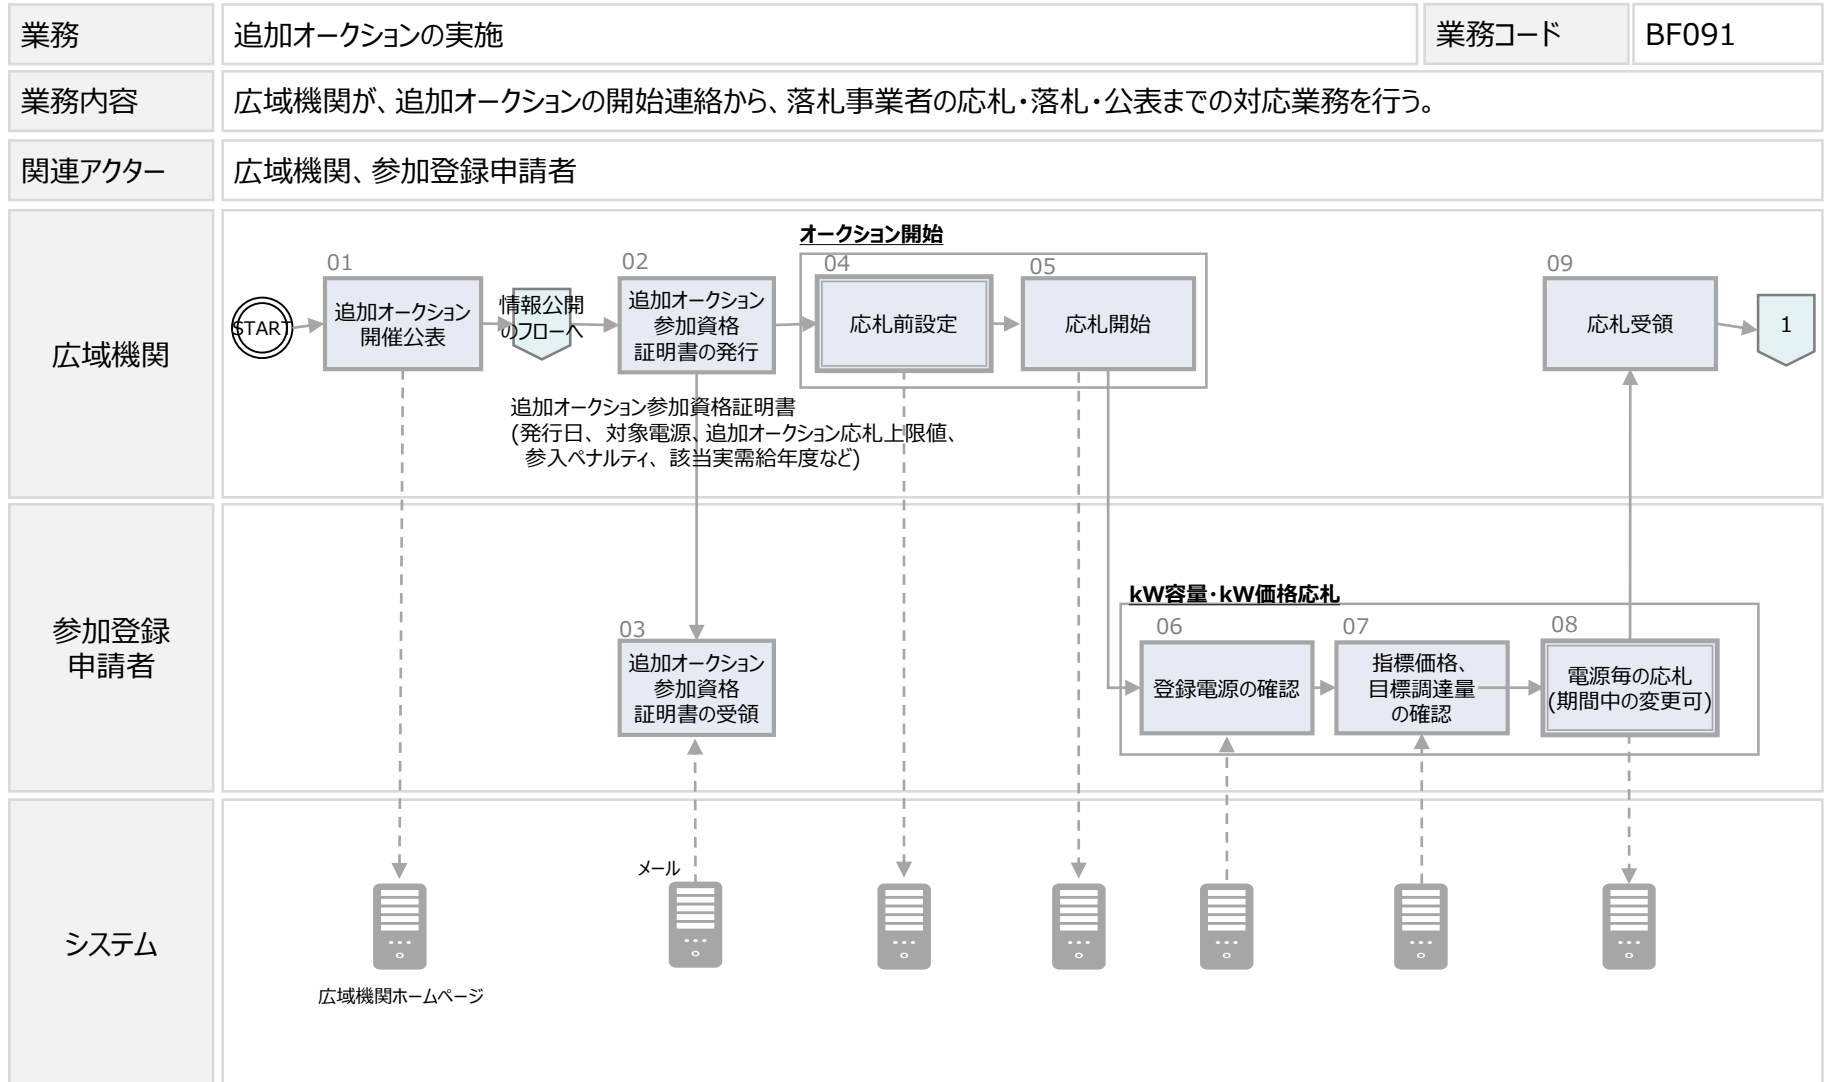 業務
追加オークションの実施
業務コード
BF091
業務内容
広域機関が、追加オークションの開始連絡から、落札事業者の応札・落札・公表までの対応業務を行う。
関連アクター
広域機関、参加登録申請者
広域機関
START
01
追加オークション
開催公表
情報公開
のフローへ
02
追加オークション
参加資格
証明書の発行
オークション開始
04
応札前設定
05
応札開始
09
応札受領
1
追加オークション参加資格証明書
(発行日、対象電源、追加オークション応札上限値、
参入ペナルティ、該当実需給年度など)
参加登録
申請者
03
追加オークション
参加資格
証明書の受領
kW容量・kW価格応札
06
登録電源の確認
07
指標価格、
目標調達量
の確認
08
電源毎の応札
(期間中の変更可)
システム
メール
広域機関ホームページ